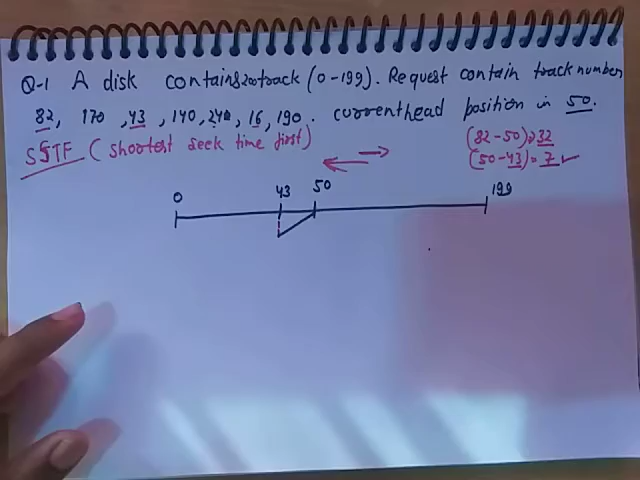 Q-1 A disk contains 200 track (0-199). Request contain track number
82, 170, 43, 140, 24, 16, 190. current head position in 50.
SSTF (shortest seek time first)
(82-50)=32
(50-43)=7 ✓
0 43 50 199